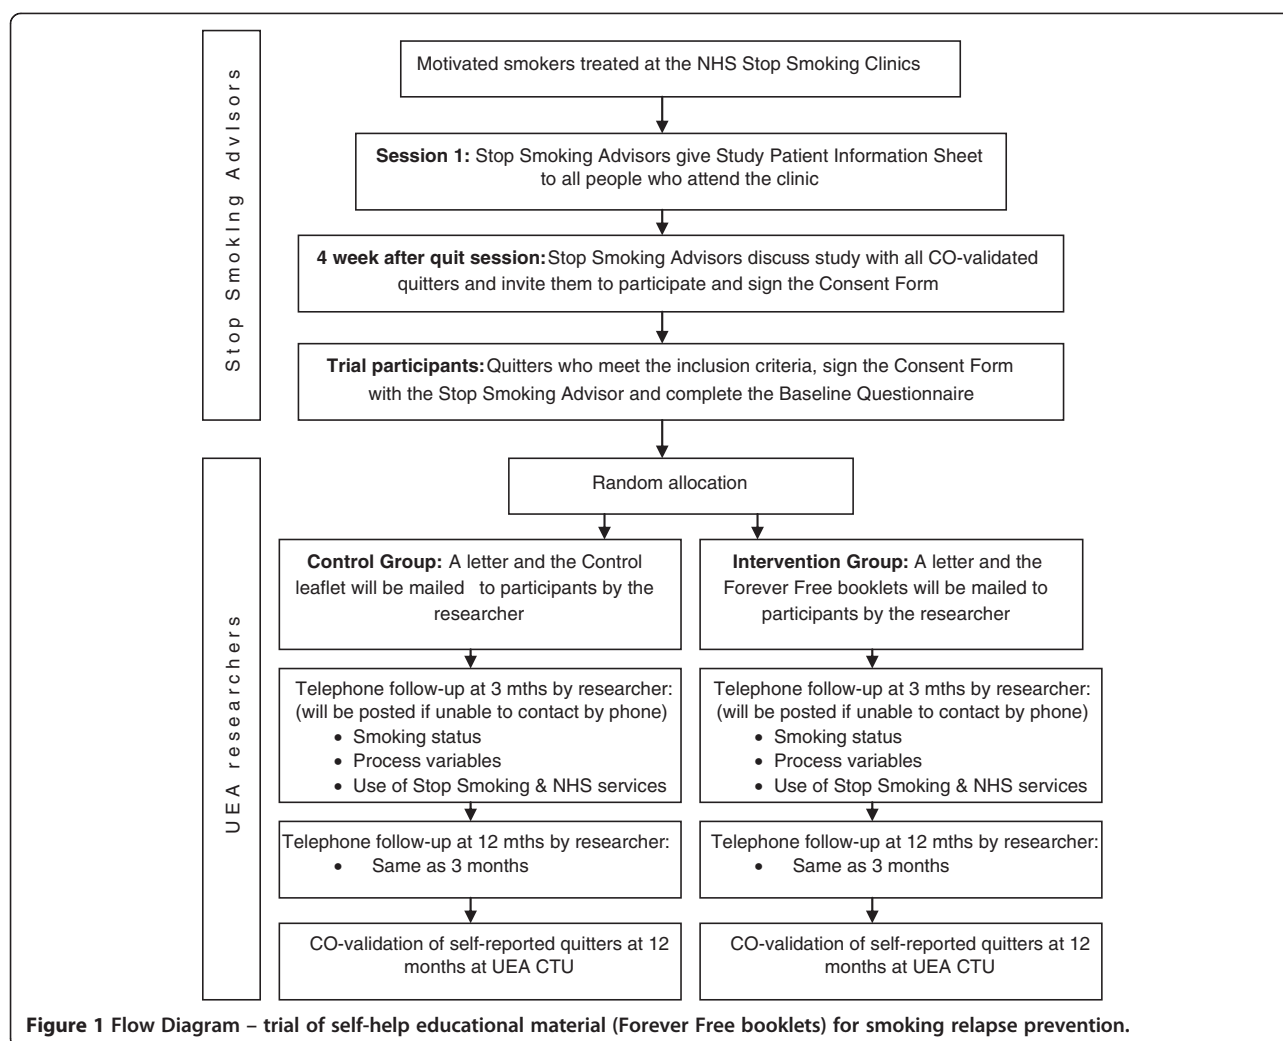 Stop Smoking Advisors
Motivated smokers treated at the NHS Stop Smoking Clinics
Session 1: Stop Smoking Advisors give Study Patient Information Sheet
to all people who attend the clinic
4 week after quit session: Stop Smoking Advisors discuss study with all CO-validated
quitters and invite them to participate and sign the Consent Form
Trial participants: Quitters who meet the inclusion criteria, sign the Consent Form
with the Stop Smoking Advisor and complete the Baseline Questionnaire
UEA researchers
Random allocation
Control Group: A letter and the Control
leaflet will be mailed to participants by the
researcher
Intervention Group: A letter and the
Forever Free booklets will be mailed to
participants by the researcher
Telephone follow-up at 3 mths by researcher:
(will be posted if unable to contact by phone)
• Smoking status
• Process variables
• Use of Stop Smoking & NHS services
Telephone follow-up at 3 mths by researcher:
(will be posted if unable to contact by phone)
• Smoking status
• Process variables
• Use of Stop Smoking & NHS services
Telephone follow-up at 12 mths by researcher:
• Same as 3 months
Telephone follow-up at 12 mths by researcher:
• Same as 3 months
CO-validation of self-reported quitters at 12
months at UEA CTU
CO-validation of self-reported quitters at 12
months at UEA CTU
Figure 1 Flow Diagram – trial of self-help educational material (Forever Free booklets) for smoking relapse prevention.